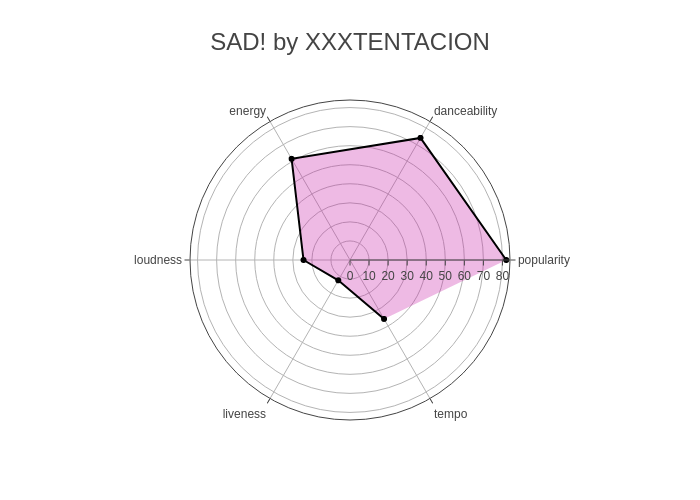 SAD! by XXXTENTACION
energy
danceability
loudness
0 10 20 30 40 50 60 70 80
popularity
liveness
tempo